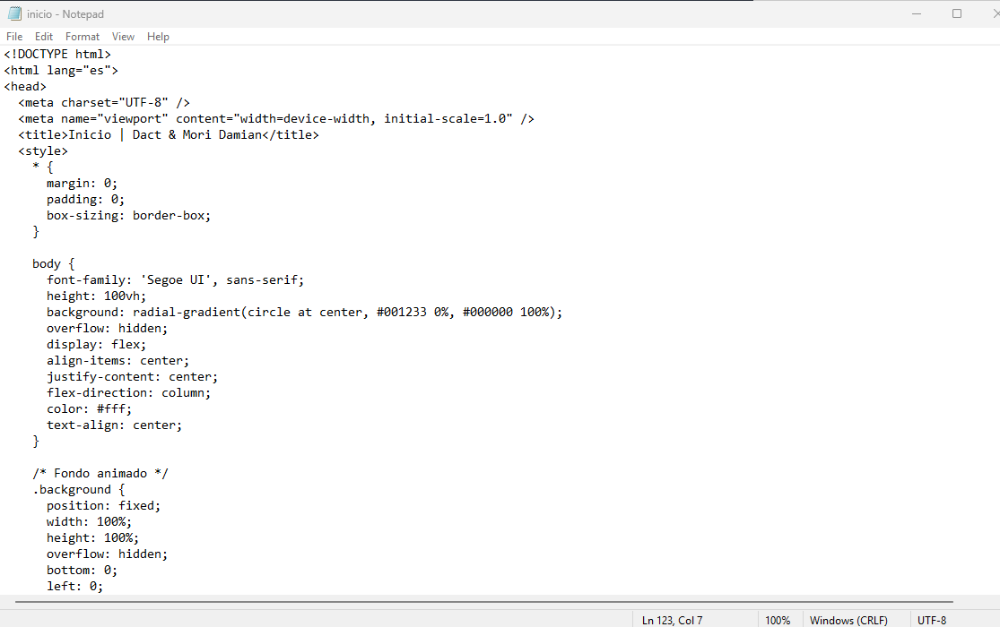 inicio - Notepad
File Edit Format View Help
<!DOCTYPE html>
<html lang="es">
<head>
  <meta charset="UTF-8" />
  <meta name="viewport" content="width=device-width, initial-scale=1.0" />
  <title>Inicio | Dact & Mori Damian</title>
  <style>
    * {
      margin: 0;
      padding: 0;
      box-sizing: border-box;
    }

    body {
      font-family: 'Segoe UI', sans-serif;
      height: 100vh;
      background: radial-gradient(circle at center, #001233 0%, #000000 100%);
      overflow: hidden;
      display: flex;
      align-items: center;
      justify-content: center;
      flex-direction: column;
      color: #fff;
      text-align: center;
    }

    /* Fondo animado */
    .background {
      position: fixed;
      width: 100%;
      height: 100%;
      overflow: hidden;
      bottom: 0;
      left: 0;
Ln 123, Col 7 100% Windows (CRLF) UTF-8